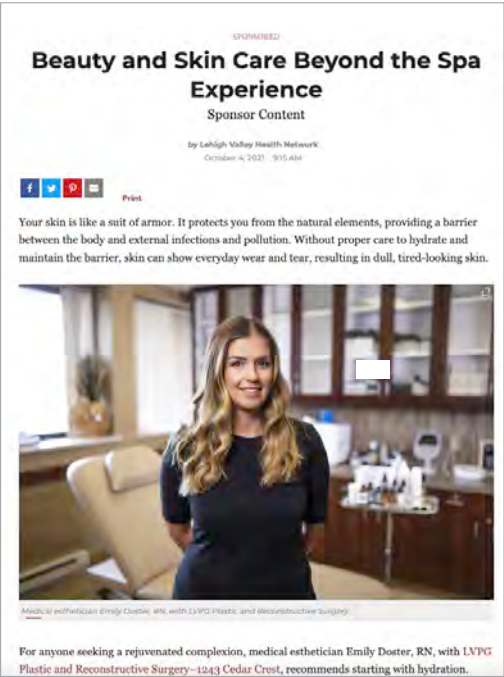 SPONSORED
Beauty and Skin Care Beyond the Spa
Experience
Sponsor Content
by Lehigh Valley Health Network
October 4, 2021 9:15 AM
Print
Your skin is like a suit of armor. It protects you from the natural elements, providing a barrier
between the body and external infections and pollution. Without proper care to hydrate and
maintain the barrier, skin can show everyday wear and tear, resulting in dull, tired-looking skin.
Medical esthetician Emily Doster, RN, with LVPG Plastic and Reconstructive Surgery
For anyone seeking a rejuvenated complexion, medical esthetician Emily Doster, RN, with LVPG
Plastic and Reconstructive Surgery–1243 Cedar Crest, recommends starting with hydration.